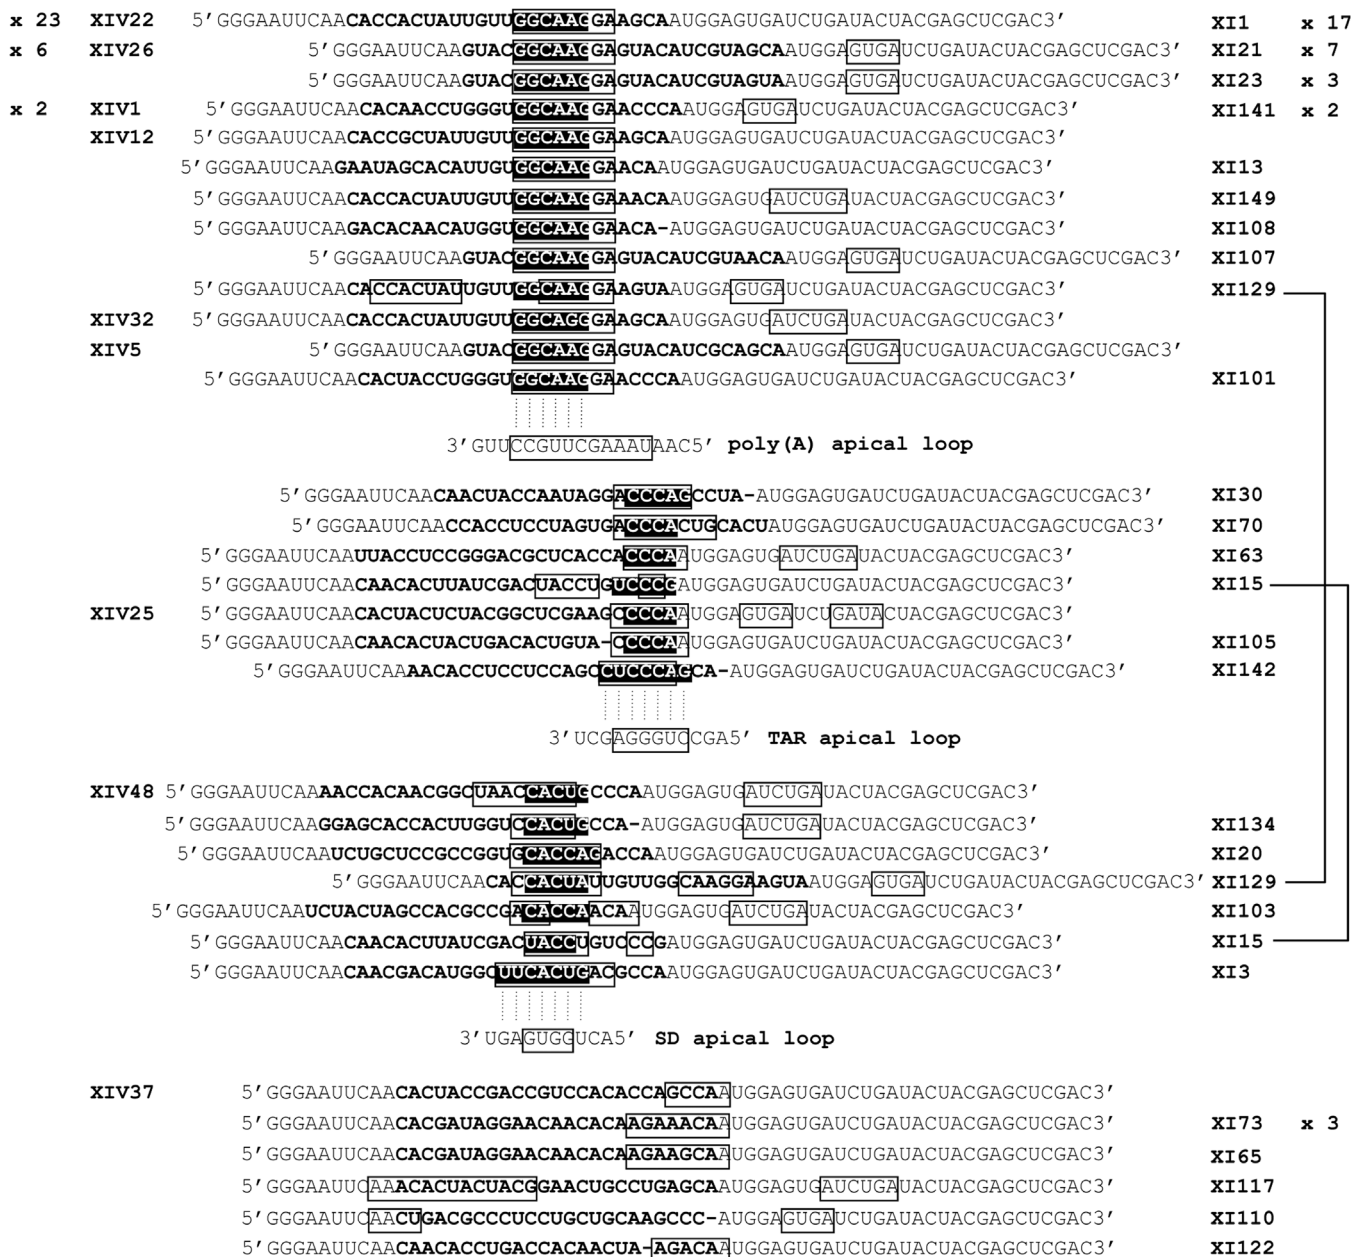 x 23 XIV22 5′GGGAAUUCAACACCACUAUUGUUGGCAAGGAAGCAAUGGAGUGAUCUGAUACUACGAGCUCGAC3′ XI1 x 17
x 6 XIV26 5′GGGAAUUCAAGUACGGCAAGGAGUACAUCGUAGCAAUGGAGUGAUCUGAUACUACGAGCUCGAC3′ XI21 x 7
5′GGGAAUUCAAGUACGGCAAGGAGUACAUCGUAGUAAUGGAGUGAUCUGAUACUACGAGCUCGAC3′ XI23 x 3
x 2 XIV1 5′GGGAAUUCAACACAACCUGGGUGGCAAGGAACCCAAUGGAGUGAUCUGAUACUACGAGCUCGAC3′ XI141 x 2
XIV12 5′GGGAAUUCAACACCGCUAUUGUUGGCAAGGAAGCAAUGGAGUGAUCUGAUACUACGAGCUCGAC3′
5′GGGAAUUCAAGAAUAGCACAUUGUGGCAAGGAACAAUGGAGUGAUCUGAUACUACGAGCUCGAC3′ XI13
5′GGGAAUUCAACACCACUAUUGUUGGCAAGGAAACAAUGGAGUGAUCUGAUACUACGAGCUCGAC3′ XI149
5′GGGAAUUCAAGACACAACAUGGUGGCAAGGAACA-AUGGAGUGAUCUGAUACUACGAGCUCGAC3′ XI108
5′GGGAAUUCAAGUACGGCAAGGAGUACAUCGUAACAAUGGAGUGAUCUGAUACUACGAGCUCGAC3′ XI107
5′GGGAAUUCAACACCACUAUUGUUGGCAAGGAAGUAAUGGAGUGAUCUGAUACUACGAGCUCGAC3′ XI129
XIV32 5′GGGAAUUCAACACCACUAUUGUUGGCAGGGAAGCAAUGGAGUGAUCUGAUACUACGAGCUCGAC3′
XIV5 5′GGGAAUUCAAGUACGGCAAGGAGUACAUCGCAGCAAUGGAGUGAUCUGAUACUACGAGCUCGAC3′
5′GGGAAUUCAACACUACCUGGGUGGCAAGGAACCCAAUGGAGUGAUCUGAUACUACGAGCUCGAC3′ XI101
3′GUUCCGUUCGAAAUAAC5′ poly(A) apical loop
5′GGGAAUUCAACAACUACCAAUAGGACCCAGCCUA-AUGGAGUGAUCUGAUACUACGAGCUCGAC3′ XI30
5′GGGAAUUCAACCACCUCCUAGUGACCCACUGCACUAUGGAGUGAUCUGAUACUACGAGCUCGAC3′ XI70
5′GGGAAUUCAAUUACCUCCGGGACGCUCACCACCCAAUGGAGUGAUCUGAUACUACGAGCUCGAC3′ XI63
5′GGGAAUUCAACAACACUUAUCGACUACCUGUCCCGAUGGAGUGAUCUGAUACUACGAGCUCGAC3′ XI15
XIV25 5′GGGAAUUCAACACUACUCUACGGCUCGAAGCCCCAAUGGAGUGAUCUGAUACUACGAGCUCGAC3′
5′GGGAAUUCAACAACACUACUGACACUGUA-CCCCAAUGGAGUGAUCUGAUACUACGAGCUCGAC3′ XI105
5′GGGAAUUCAAAACACCUCCUCCAGCCUCCCAGCA-AUGGAGUGAUCUGAUACUACGAGCUCGAC3′ XI142
3′UCGAGGGUCCGA5′ TAR apical loop
XIV48 5′GGGAAUUCAAAACCACAACGGCUAACCACUGCCCAAUGGAGUGAUCUGAUACUACGAGCUCGAC3′
5′GGGAAUUCAAGGAGCACCACUUGGUCCACUGCCA-AUGGAGUGAUCUGAUACUACGAGCUCGAC3′ XI134
5′GGGAAUUCAAUCUGCUCCGCCGGUGCACCAGACCAAUGGAGUGAUCUGAUACUACGAGCUCGAC3′ XI20
5′GGGAAUUCAACACCACUAUUGUUGGCAAGGAAGUAAUGGAGUGAUCUGAUACUACGAGCUCGAC3′ XI129
5′GGGAAUUCAAUCUACUAGCCACGCCGACACCAACAAUGGAGUGAUCUGAUACUACGAGCUCGAC3′ XI103
5′GGGAAUUCAACAACACUUAUCGACUACCUGUCCCGAUGGAGUGAUCUGAUACUACGAGCUCGAC3′ XI15
5′GGGAAUUCAACAACGACAUGGCUUCACUGACGCCAAUGGAGUGAUCUGAUACUACGAGCUCGAC3′ XI3
3′UGAGUGGUCA5′ SD apical loop
XIV37 5′GGGAAUUCAACACUACCGACCGUCCACACCAGCCAAUGGAGUGAUCUGAUACUACGAGCUCGAC3′
5′GGGAAUUCAACACGAUAGGAACAACACAAGAAACAAUGGAGUGAUCUGAUACUACGAGCUCGAC3′ XI73 x 3
5′GGGAAUUCAACACGAUAGGAACAACACAAGAAGCAAUGGAGUGAUCUGAUACUACGAGCUCGAC3′ XI65
5′GGGAAUUCAAACACUACUACGGAACUGCCUGAGCAAUGGAGUGAUCUGAUACUACGAGCUCGAC3′ XI117
5′GGGAAUUCAACUGACGCCCUCCUGCUGCAAGCCC-AUGGAGUGAUCUGAUACUACGAGCUCGAC3′ XI110
5′GGGAAUUCAACAACACCUGACCACAACUA-AGACAAUGGAGUGAUCUGAUACUACGAGCUCGAC3′ XI122